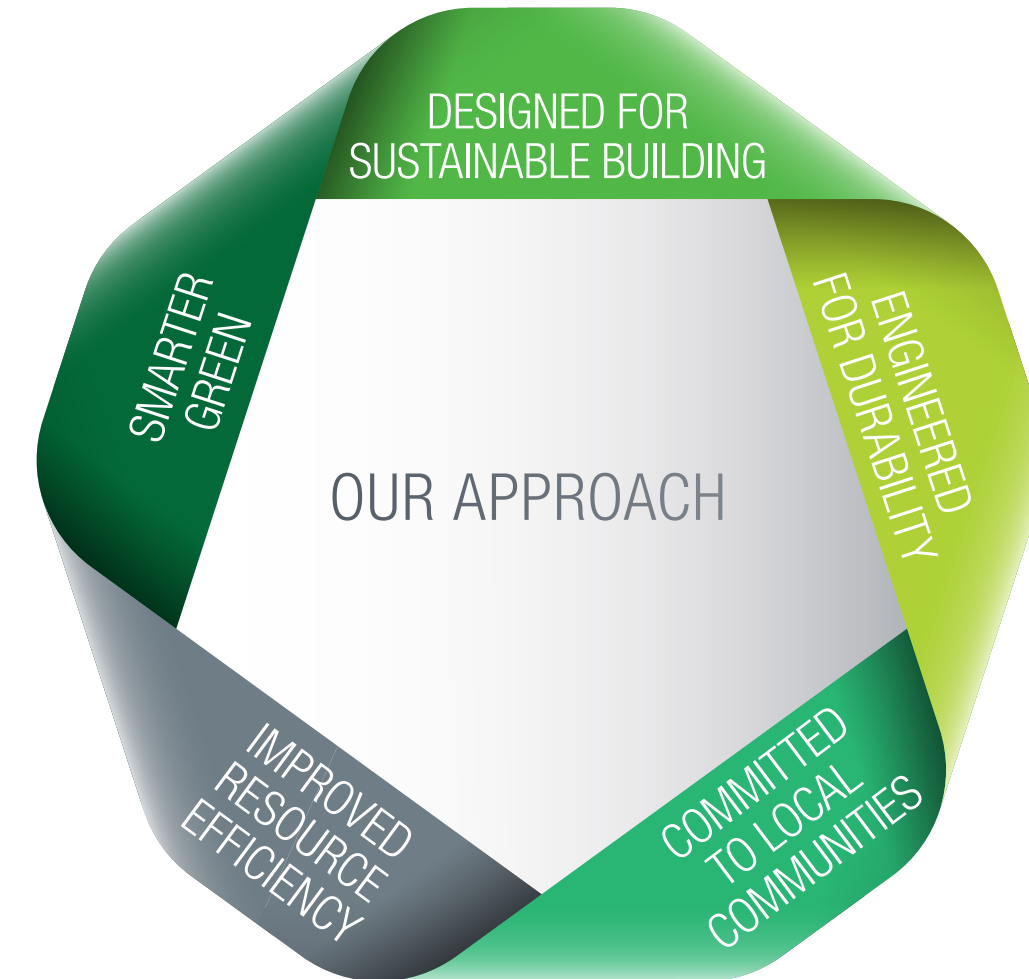 DESIGNED FOR
SUSTAINABLE BUILDING
ENGINEERED
FOR DURABILITY
COMMITTED
TO LOCAL
COMMUNITIES
IMPROVED
RESOURCE
EFFICIENCY
SMARTER
GREEN
OUR APPROACH